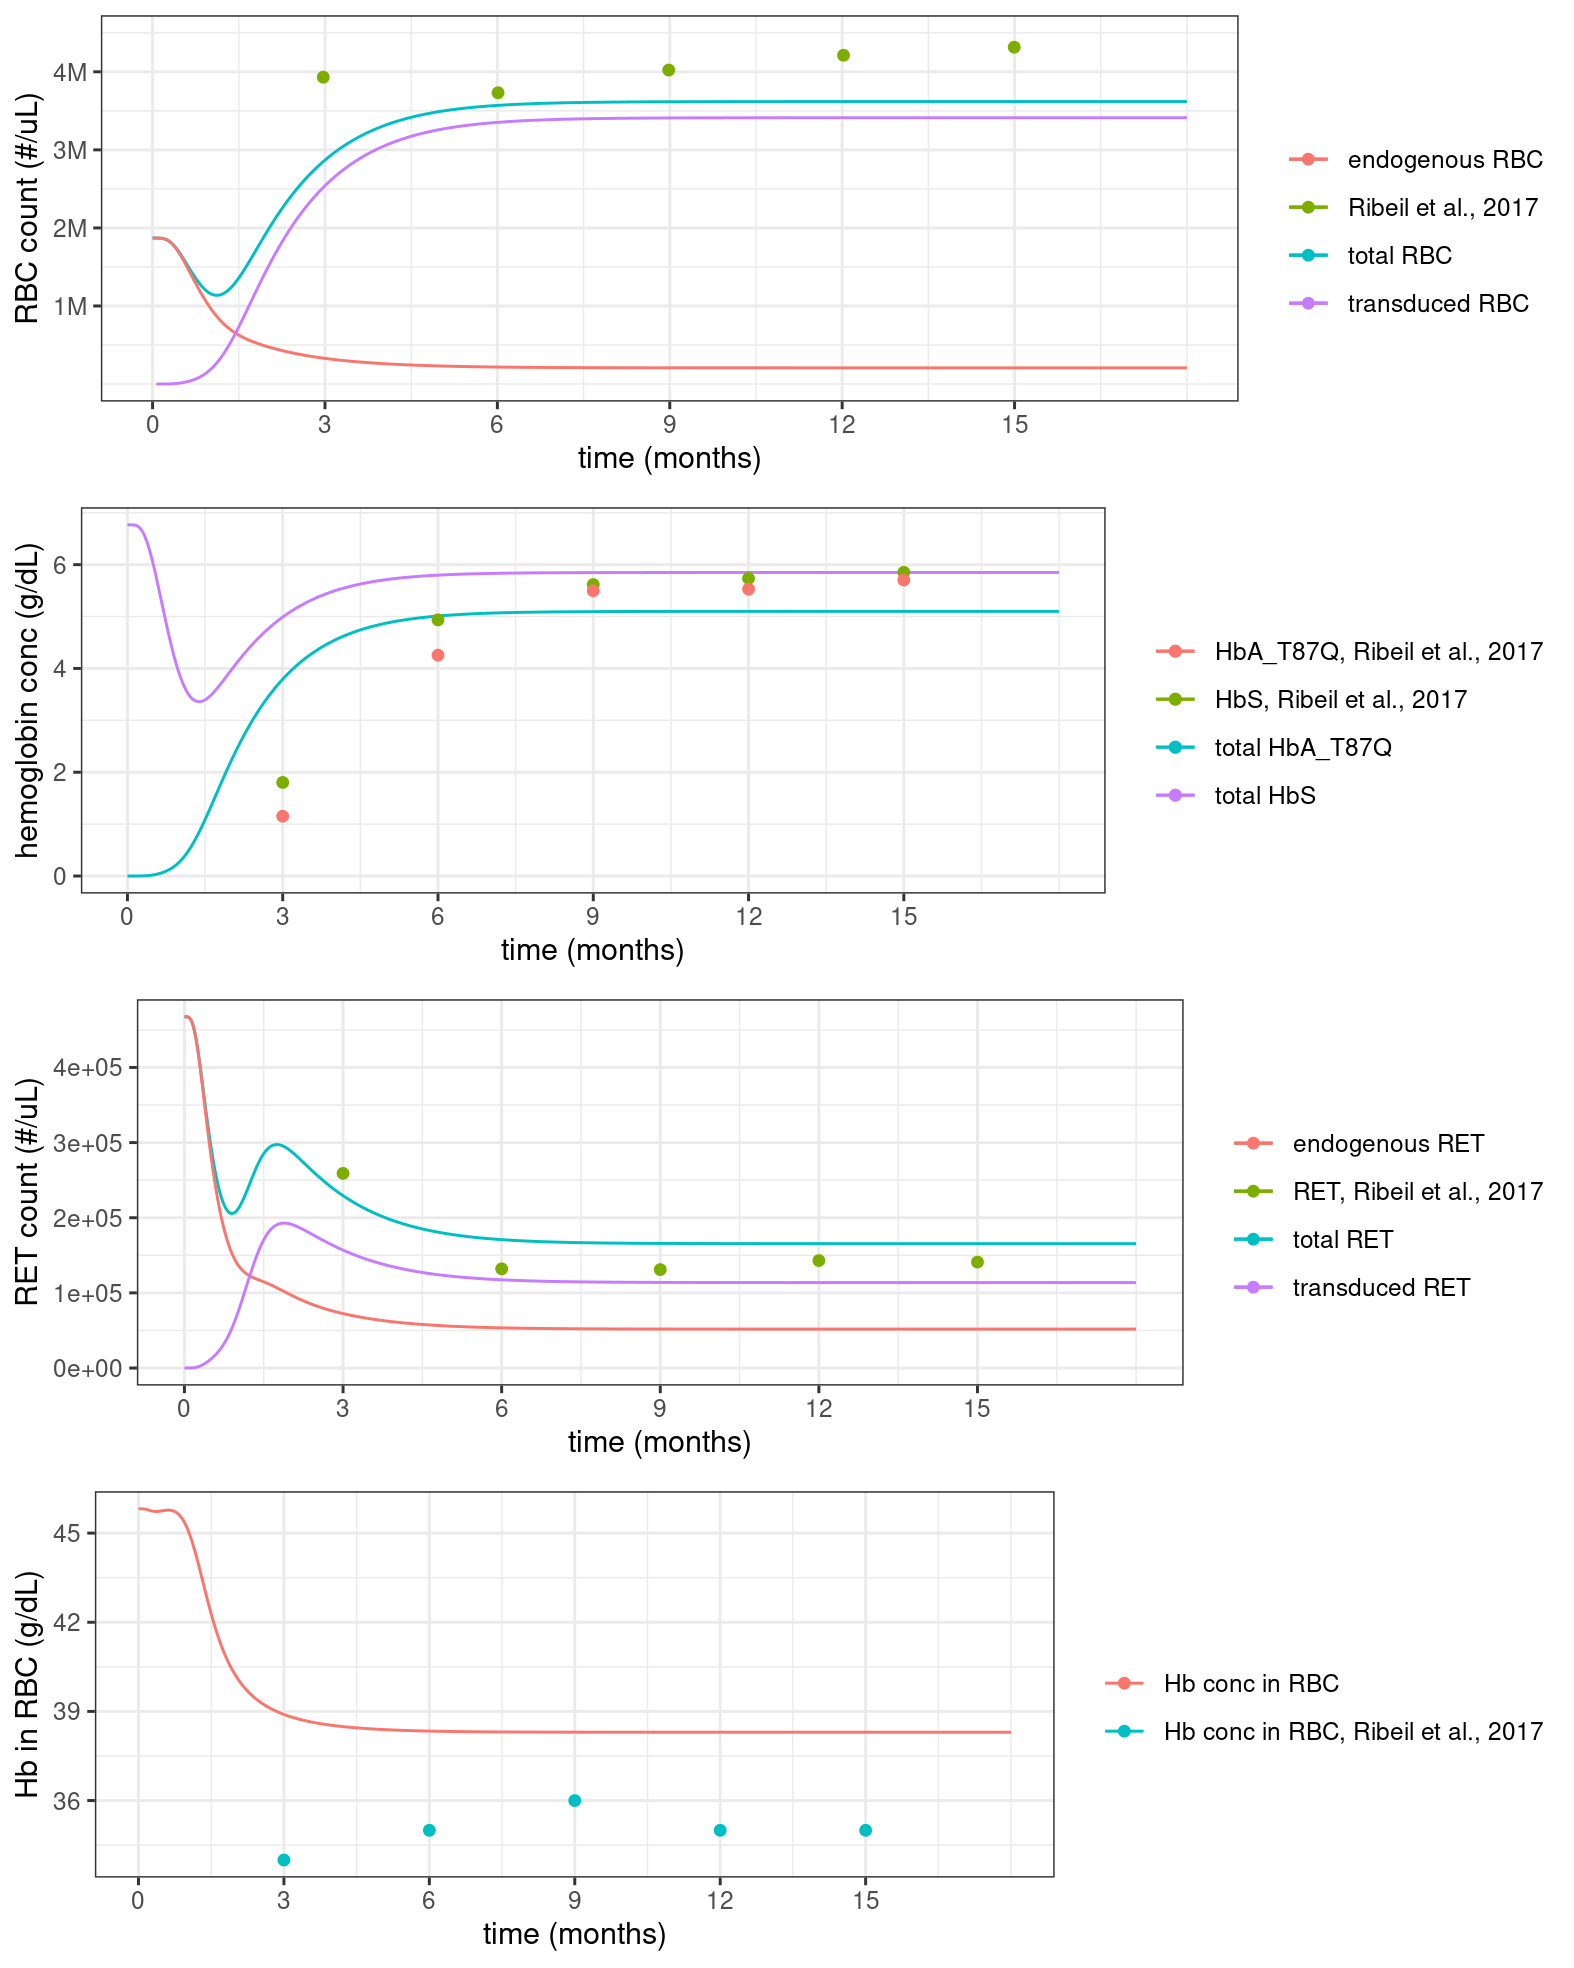 RBC count (#/uL)
4M
3M
2M
1M
0 3 6 9 12 15
time (months)
endogenous RBC
Ribeil et al., 2017
total RBC
transduced RBC
hemoglobin conc (g/dL)
6
4
2
0
0 3 6 9 12 15
time (months)
HbA_T87Q, Ribeil et al., 2017
HbS, Ribeil et al., 2017
total HbA_T87Q
total HbS
RET count (#/uL)
4e+05
3e+05
2e+05
1e+05
0e+00
0 3 6 9 12 15
time (months)
endogenous RET
RET, Ribeil et al., 2017
total RET
transduced RET
Hb in RBC (g/dL)
45
42
39
36
0 3 6 9 12 15
time (months)
Hb conc in RBC
Hb conc in RBC, Ribeil et al., 2017